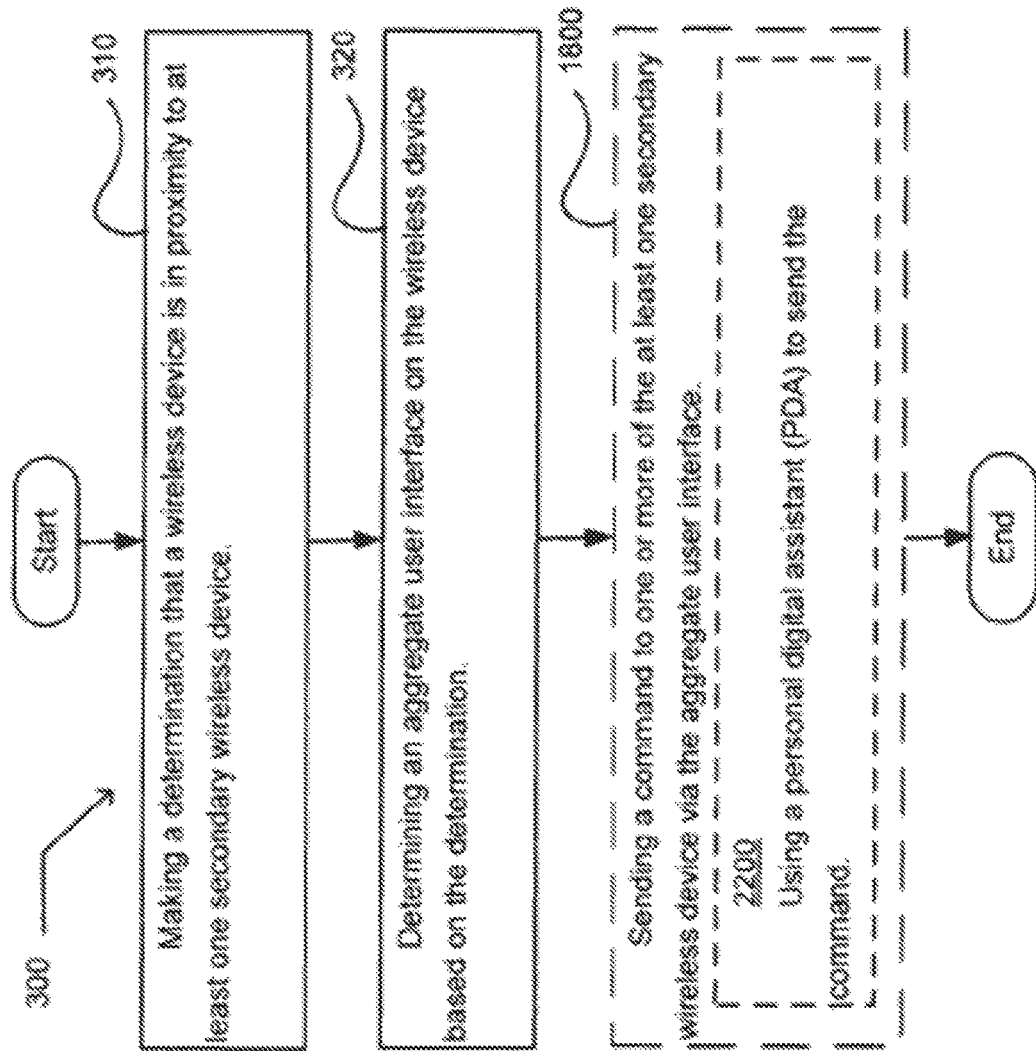 300
Start
310
Making a determination that a wireless device is in proximity to at
least one secondary wireless device.
320
Determining an aggregate user interface on the wireless device
based on the determination.
1800
Sending a command to one or more of the at least one secondary
wireless device via the aggregate user interface.
2200
Using a personal digital assistant (PDA) to send the
command.
End